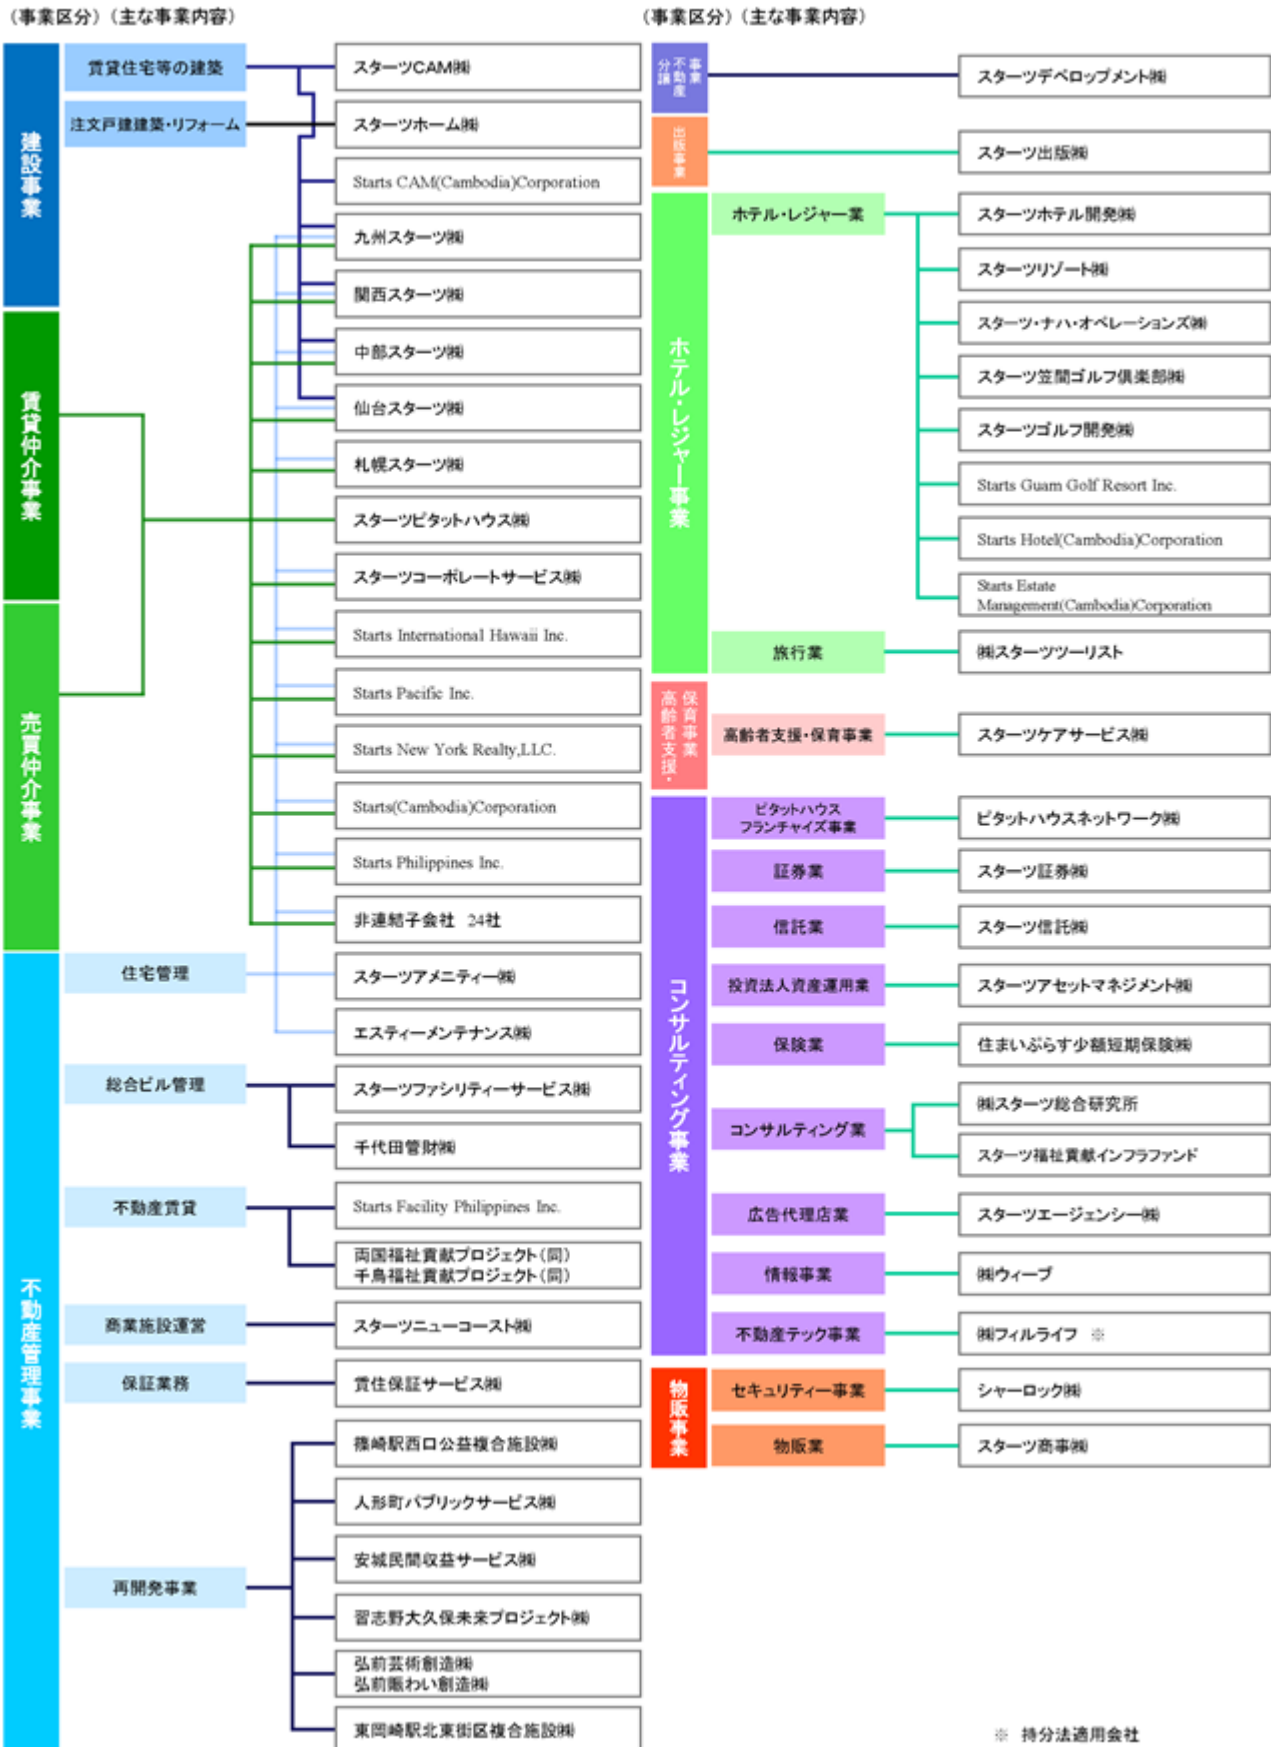 （事業区分）（主な事業内容）
建設事業
賃貸住宅等の建築
スターツCAM㈱
注文戸建建築・リフォーム
スターツホーム㈱
Starts CAM(Cambodia)Corporation
九州スターツ㈱
関西スターツ㈱
中部スターツ㈱
仙台スターツ㈱
札幌スターツ㈱
賃貸仲介事業
スターツピタットハウス㈱
スターツコーポレートサービス㈱
売買仲介事業
Starts International Hawaii Inc.
Starts Pacific Inc.
Starts New York Realty,LLC.
Starts(Cambodia)Corporation
Starts Philippines Inc.
非連結子会社　24社
不動産管理事業
住宅管理
スターツアメニティー㈱
エスティーメンテナンス㈱
総合ビル管理
スターツファシリティーサービス㈱
千代田管財㈱
不動産賃貸
Starts Facility Philippines Inc.
両国福祉貢献プロジェクト（同）
千鳥福祉貢献プロジェクト（同）
商業施設運営
スターツニューコースト㈱
保証業務
賃住保証サービス㈱
再開発事業
篠崎駅西口公益複合施設㈱
人形町パブリックサービス㈱
安城民間収益サービス㈱
習志野大久保未来プロジェクト㈱
弘前芸術創造㈱
弘前賑わい創造㈱
東岡崎駅北東街区複合施設㈱
（事業区分）（主な事業内容）
事業
不動産
分譲
スターツデベロップメント㈱
出版事業
スターツ出版㈱
ホテル・レジャー事業
ホテル・レジャー業
スターツホテル開発㈱
スターツリゾート㈱
スターツ・ナハ・オペレーションズ㈱
スターツ笠間ゴルフ倶楽部㈱
スターツゴルフ開発㈱
Starts Guam Golf Resort Inc.
Starts Hotel(Cambodia)Corporation
Starts Estate
Management(Cambodia)Corporation
旅行業
㈱スターツツーリスト
保育事業
高齢者支援・
高齢者支援・保育事業
スターツケアサービス㈱
コンサルティング事業
ピタットハウス
フランチャイズ事業
ピタットハウスネットワーク㈱
証券業
スターツ証券㈱
信託業
スターツ信託㈱
投資法人資産運用業
スターツアセットマネジメント㈱
保険業
住まいぷらす少額短期保険㈱
コンサルティング業
㈱スターツ総合研究所
スターツ福祉貢献インフラファンド
広告代理店業
スターツエージェンシー㈱
情報事業
㈱ウィーブ
不動産テック事業
㈱フィルライフ　※
物販事業
セキュリティー事業
シャーロック㈱
物販業
スターツ商事㈱
※　持分法適用会社